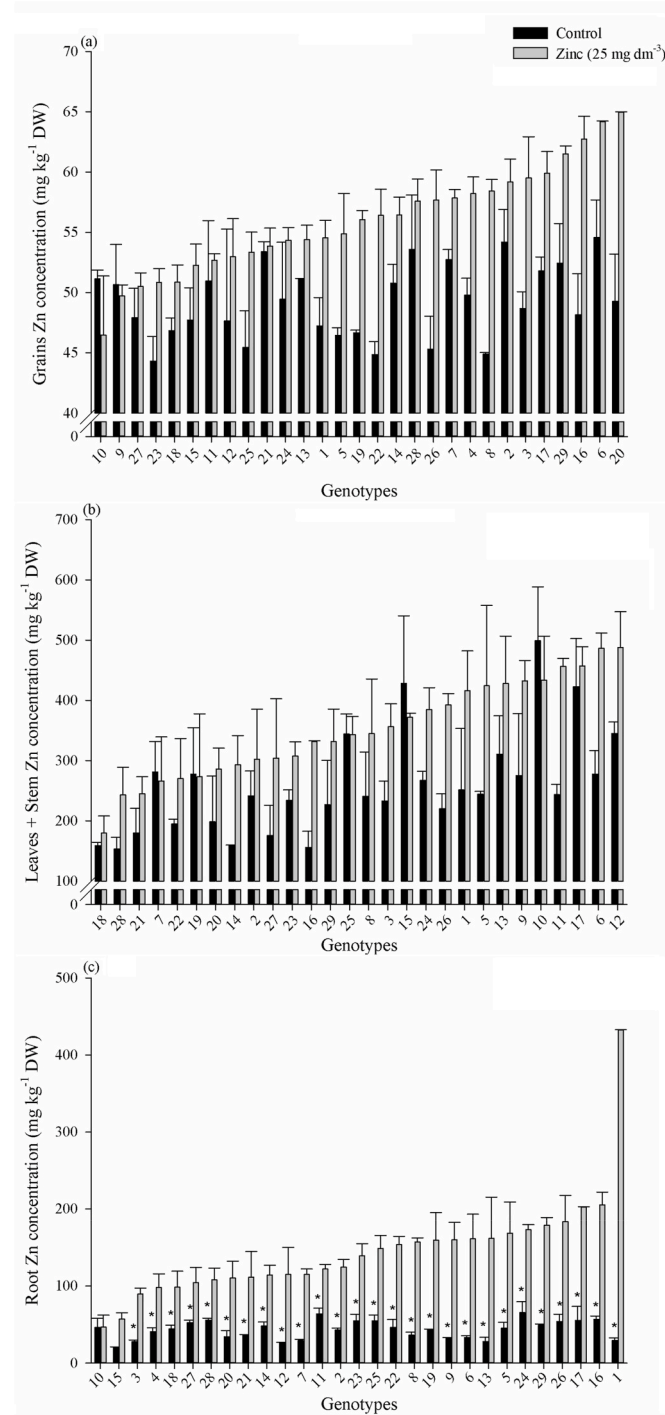 (a)
Control
Zinc (25 mg dm⁻³)
Grains Zn concentration (mg kg⁻¹ DW)
70
65
60
55
50
45
40
0
10 9 27 23 18 15 11 12 25 21 24 13 1 5 19 22 14 28 26 7 4 8 2 3 17 29 16 6 20
Genotypes
(b)
Leaves + Stem Zn concentration (mg kg⁻¹ DW)
700
600
500
400
300
200
100
0
18 28 21 7 22 19 20 14 2 27 23 16 29 25 8 3 15 24 26 1 5 13 9 10 11 17 6 12
Genotypes
(c)
Root Zn concentration (mg kg⁻¹ DW)
500
400
300
200
100
0
* * * * * * * * * * * * * * * * * * * * * * * * * * *
10 15 3 4 18 27 28 20 21 14 12 7 11 2 23 25 22 8 19 9 6 13 5 24 29 26 17 16 1
Genotypes